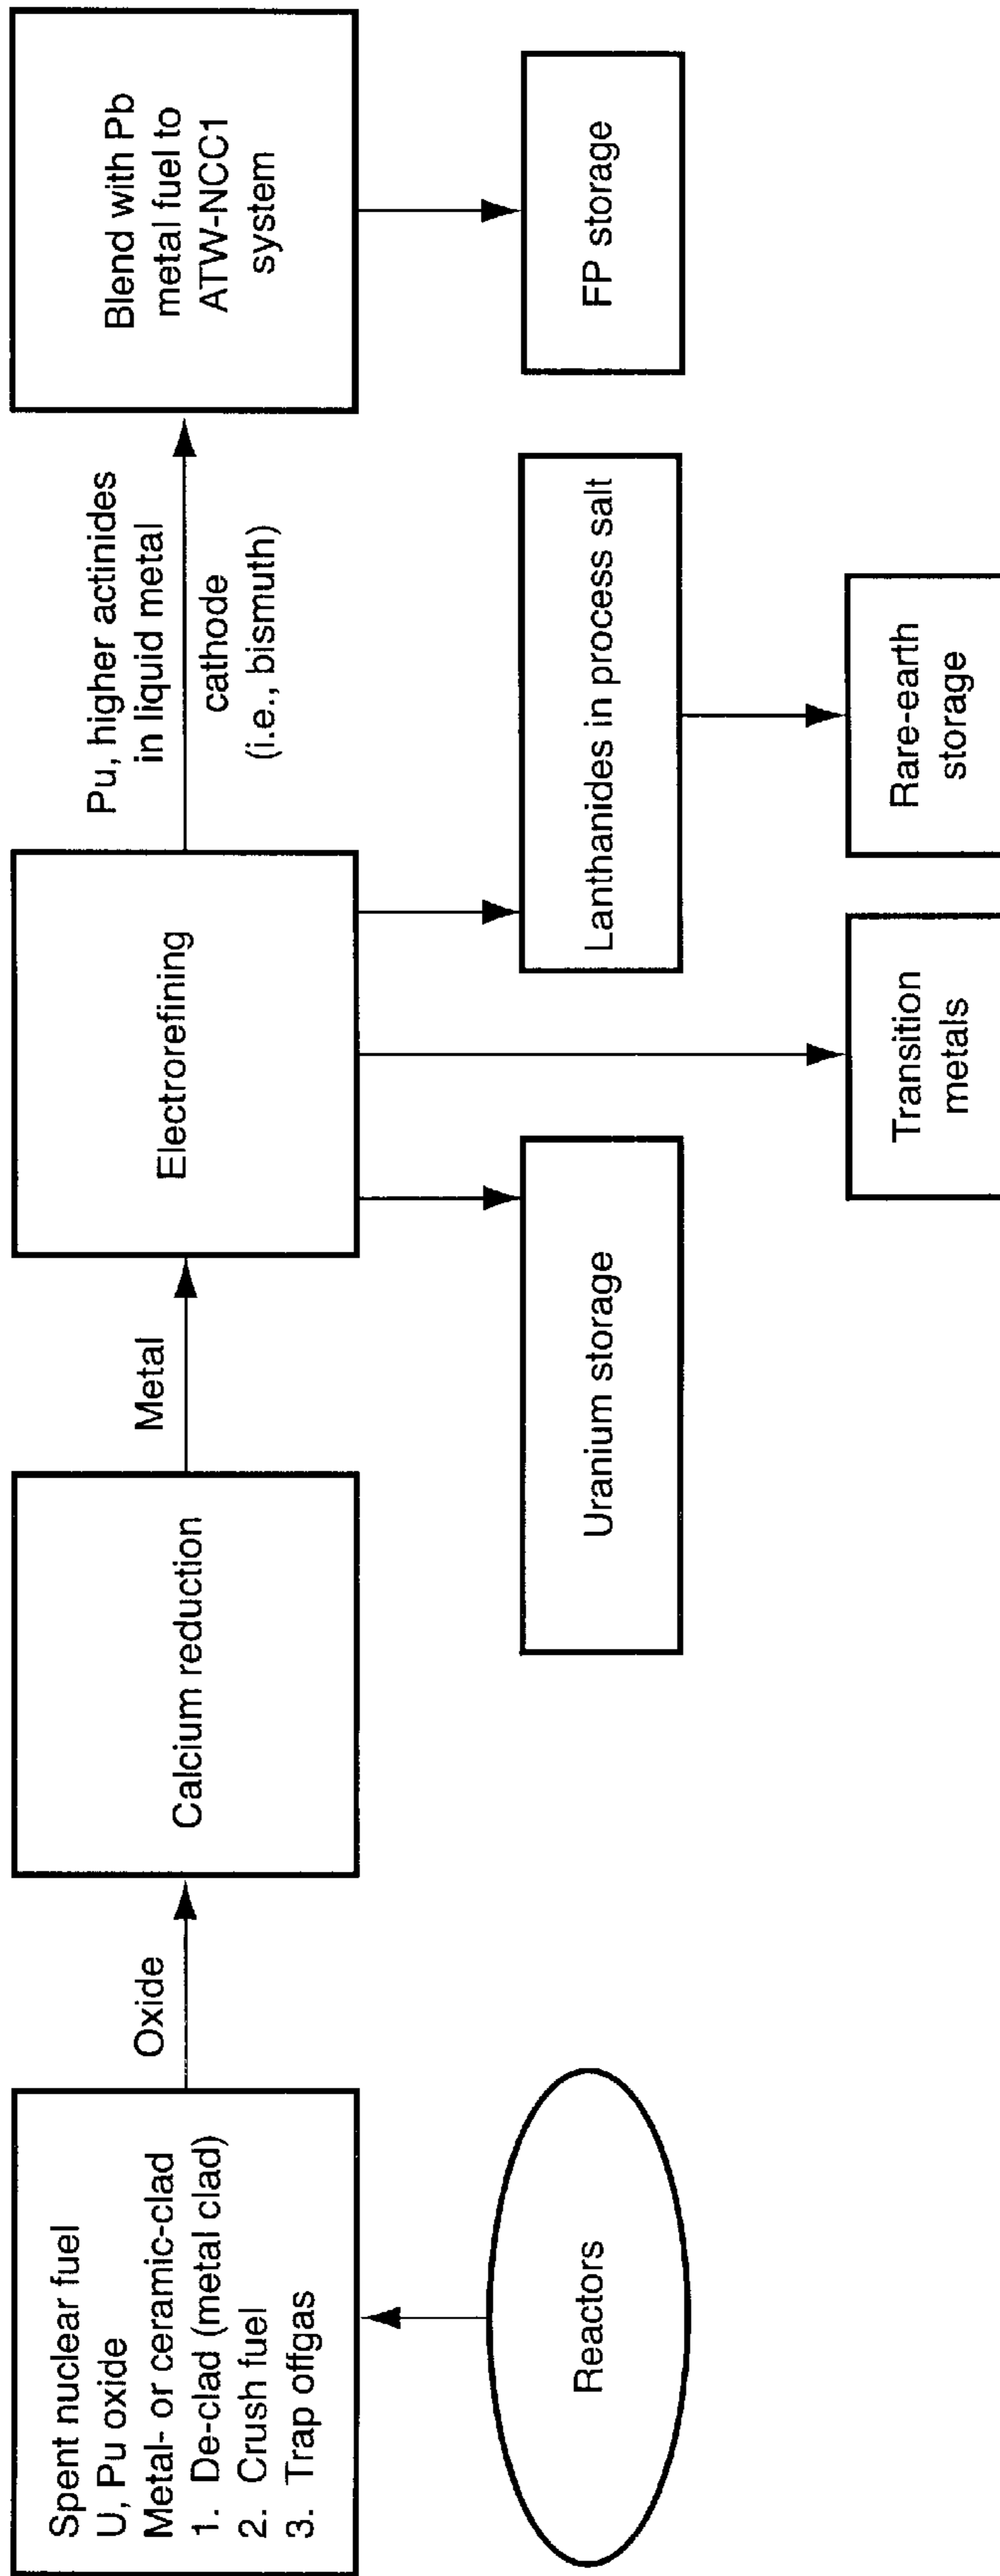 Spent nuclear fuel
U, Pu oxide
Metal- or ceramic-clad
1. De-clad (metal clad)
2. Crush fuel
3. Trap offgas
Oxide
Calcium reduction
Metal
Electrorefining
Pu, higher actinides
in liquid metal
cathode
(i.e., bismuth)
Blend with Pb
metal fuel to
ATW-NCC1
system
Reactors
Uranium storage
Lanthanides in process salt
FP storage
Transition
metals
Rare-earth
storage